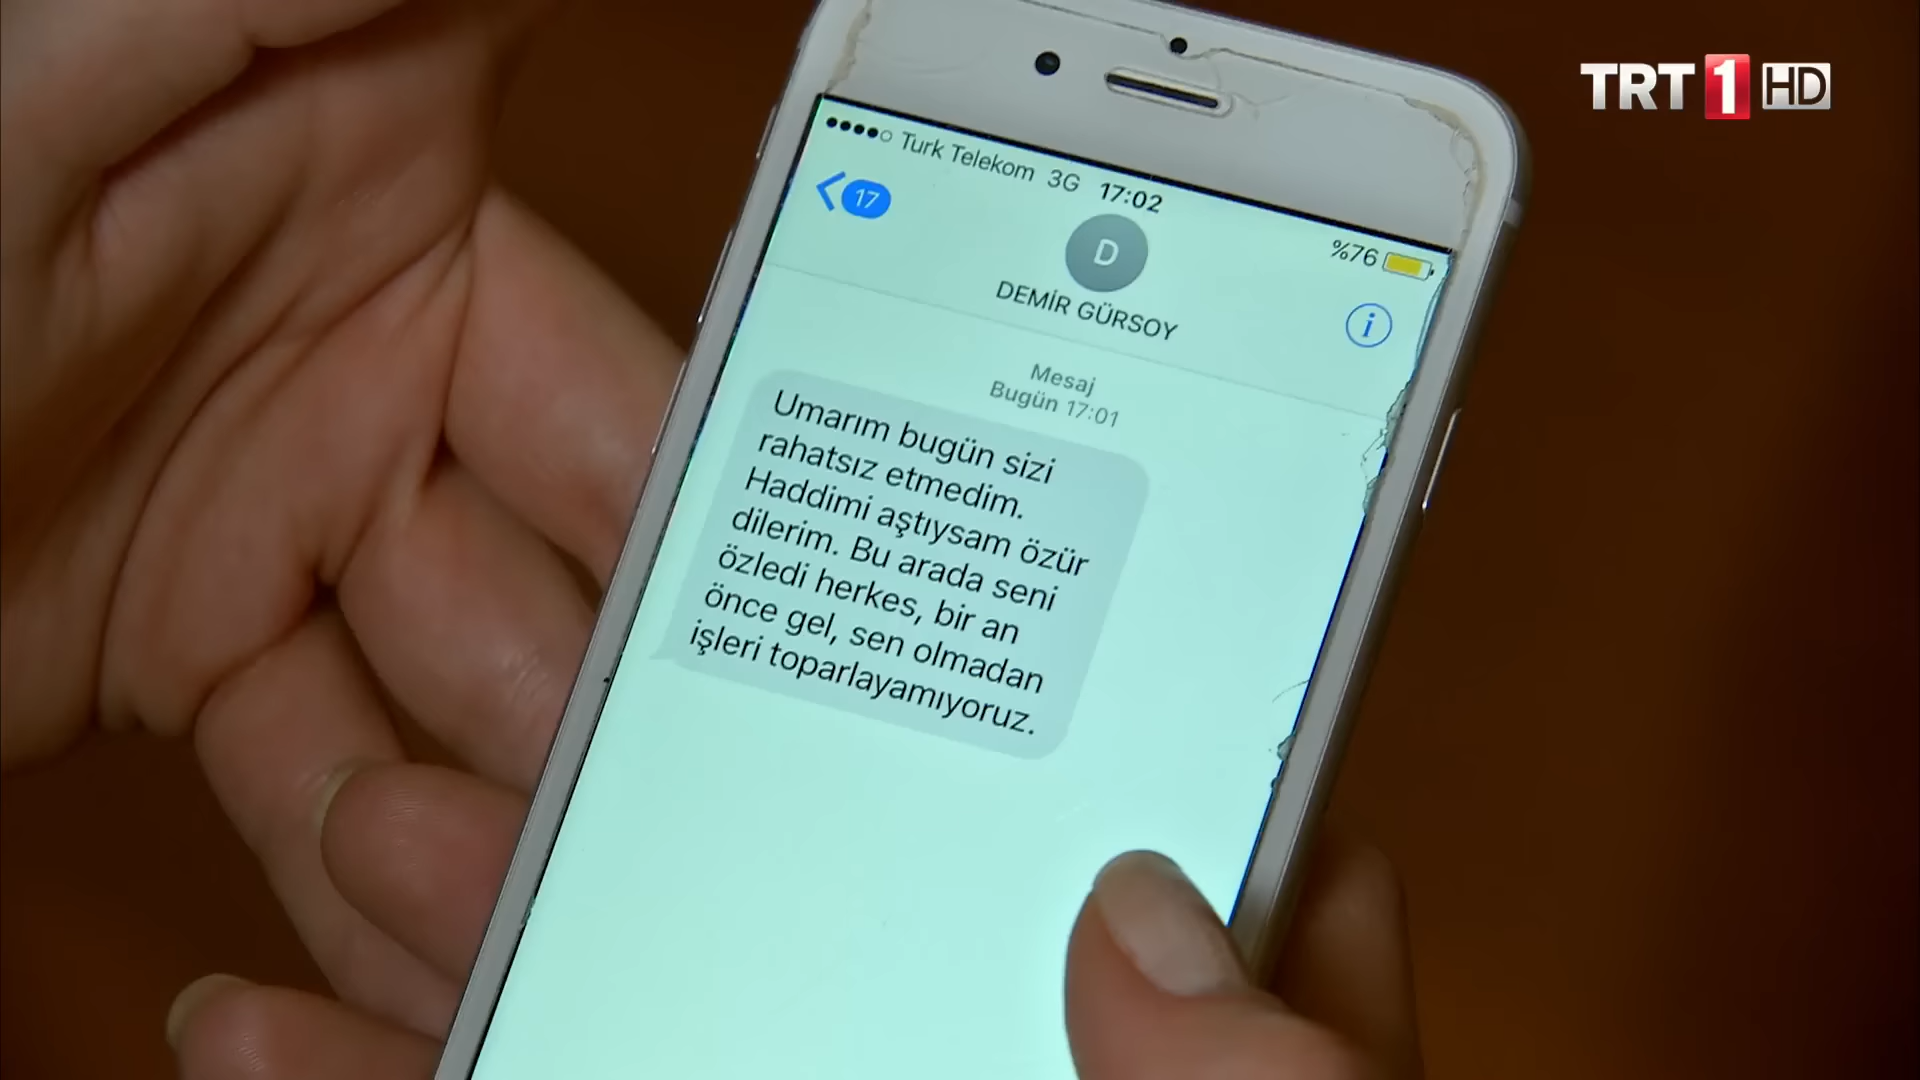 TRT 1 HD
Turk Telekom 3G 17:02
%76
17
D
DEMİR GÜRSOY
Mesaj
Bugün 17:01
Umarım bugün sizi
rahatsız etmedim.
Haddimi aştıysam özür
dilerim. Bu arada seni
özledi herkes, bir an
önce gel, sen olmadan
işleri toparlayamıyoruz.